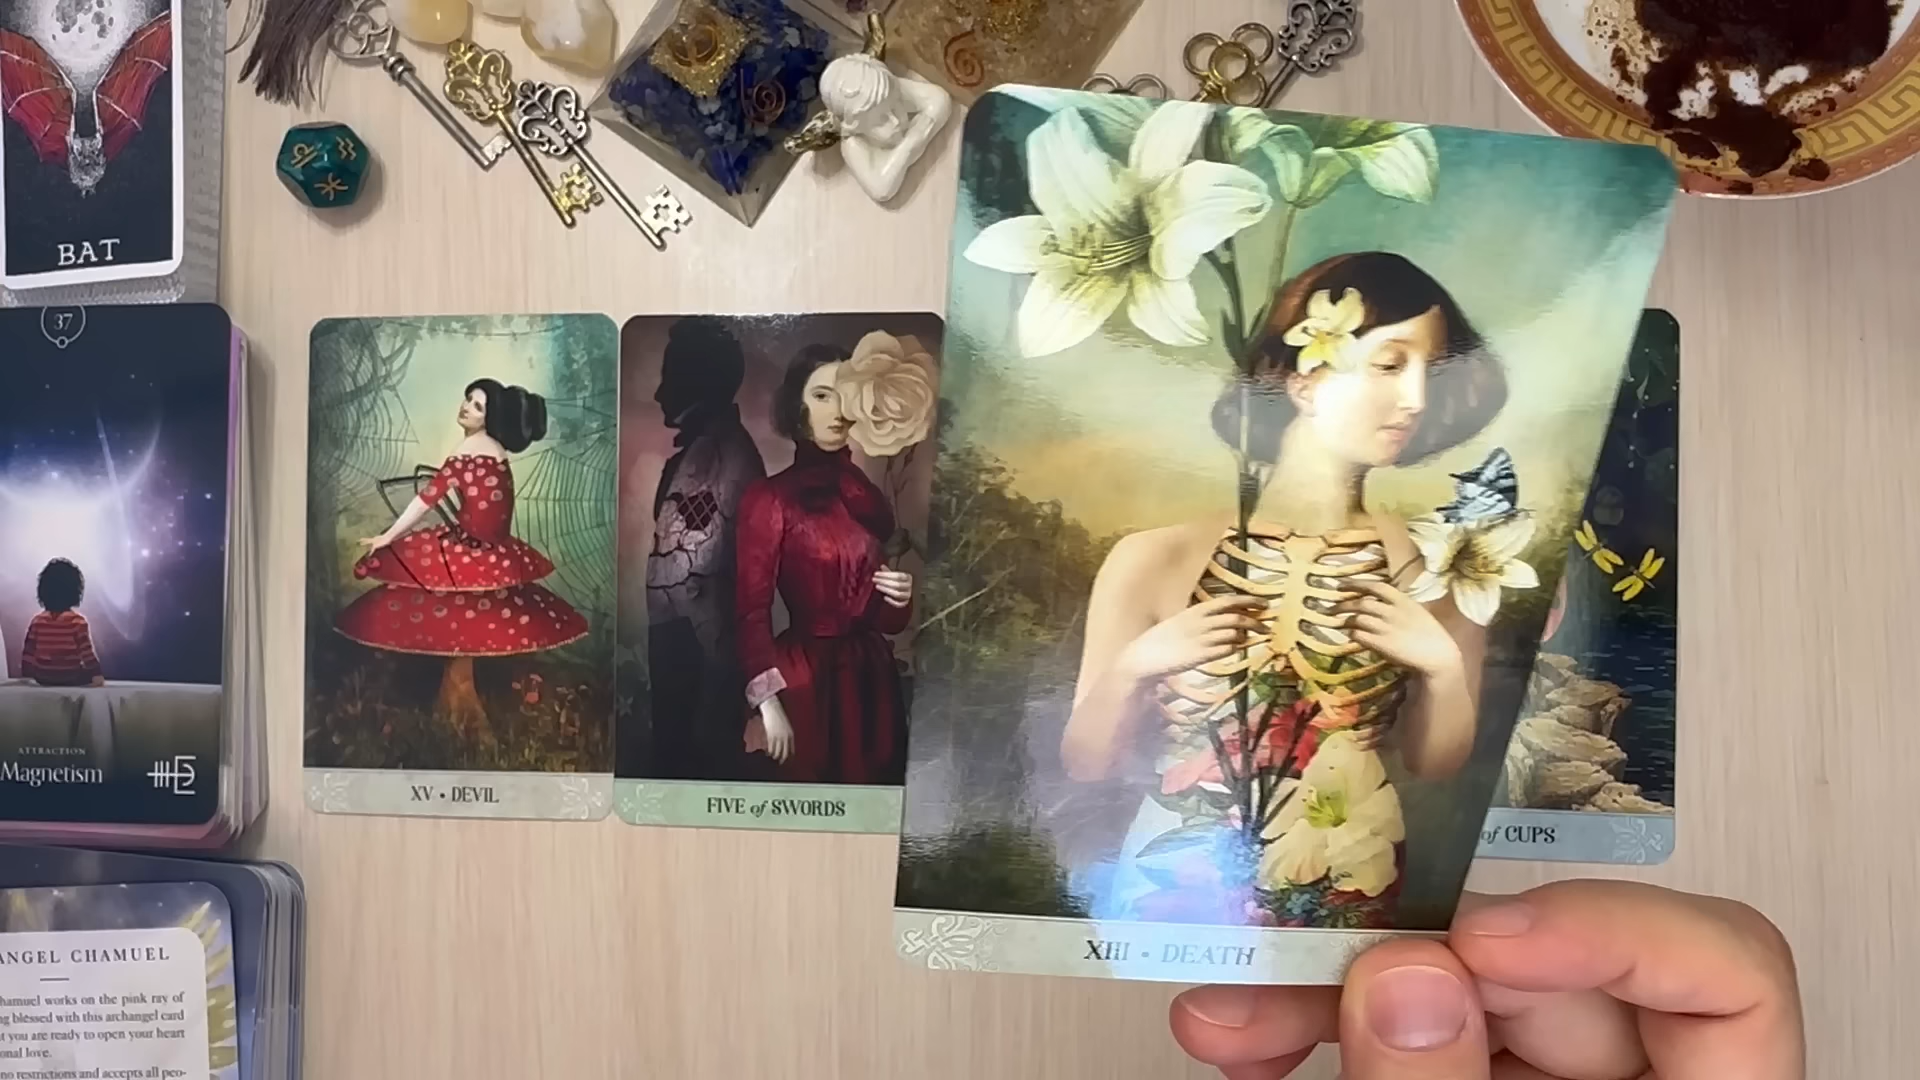 BAT
37
ATTRACTION
Magnetism
XV • DEVIL
FIVE of SWORDS
XIII • DEATH
of CUPS
ANGEL CHAMUEL
hamuel works on the pink ray of
ng blessed with this archangel card
t you are ready to open your heart
onal love.
no restrictions and accepts all peo-